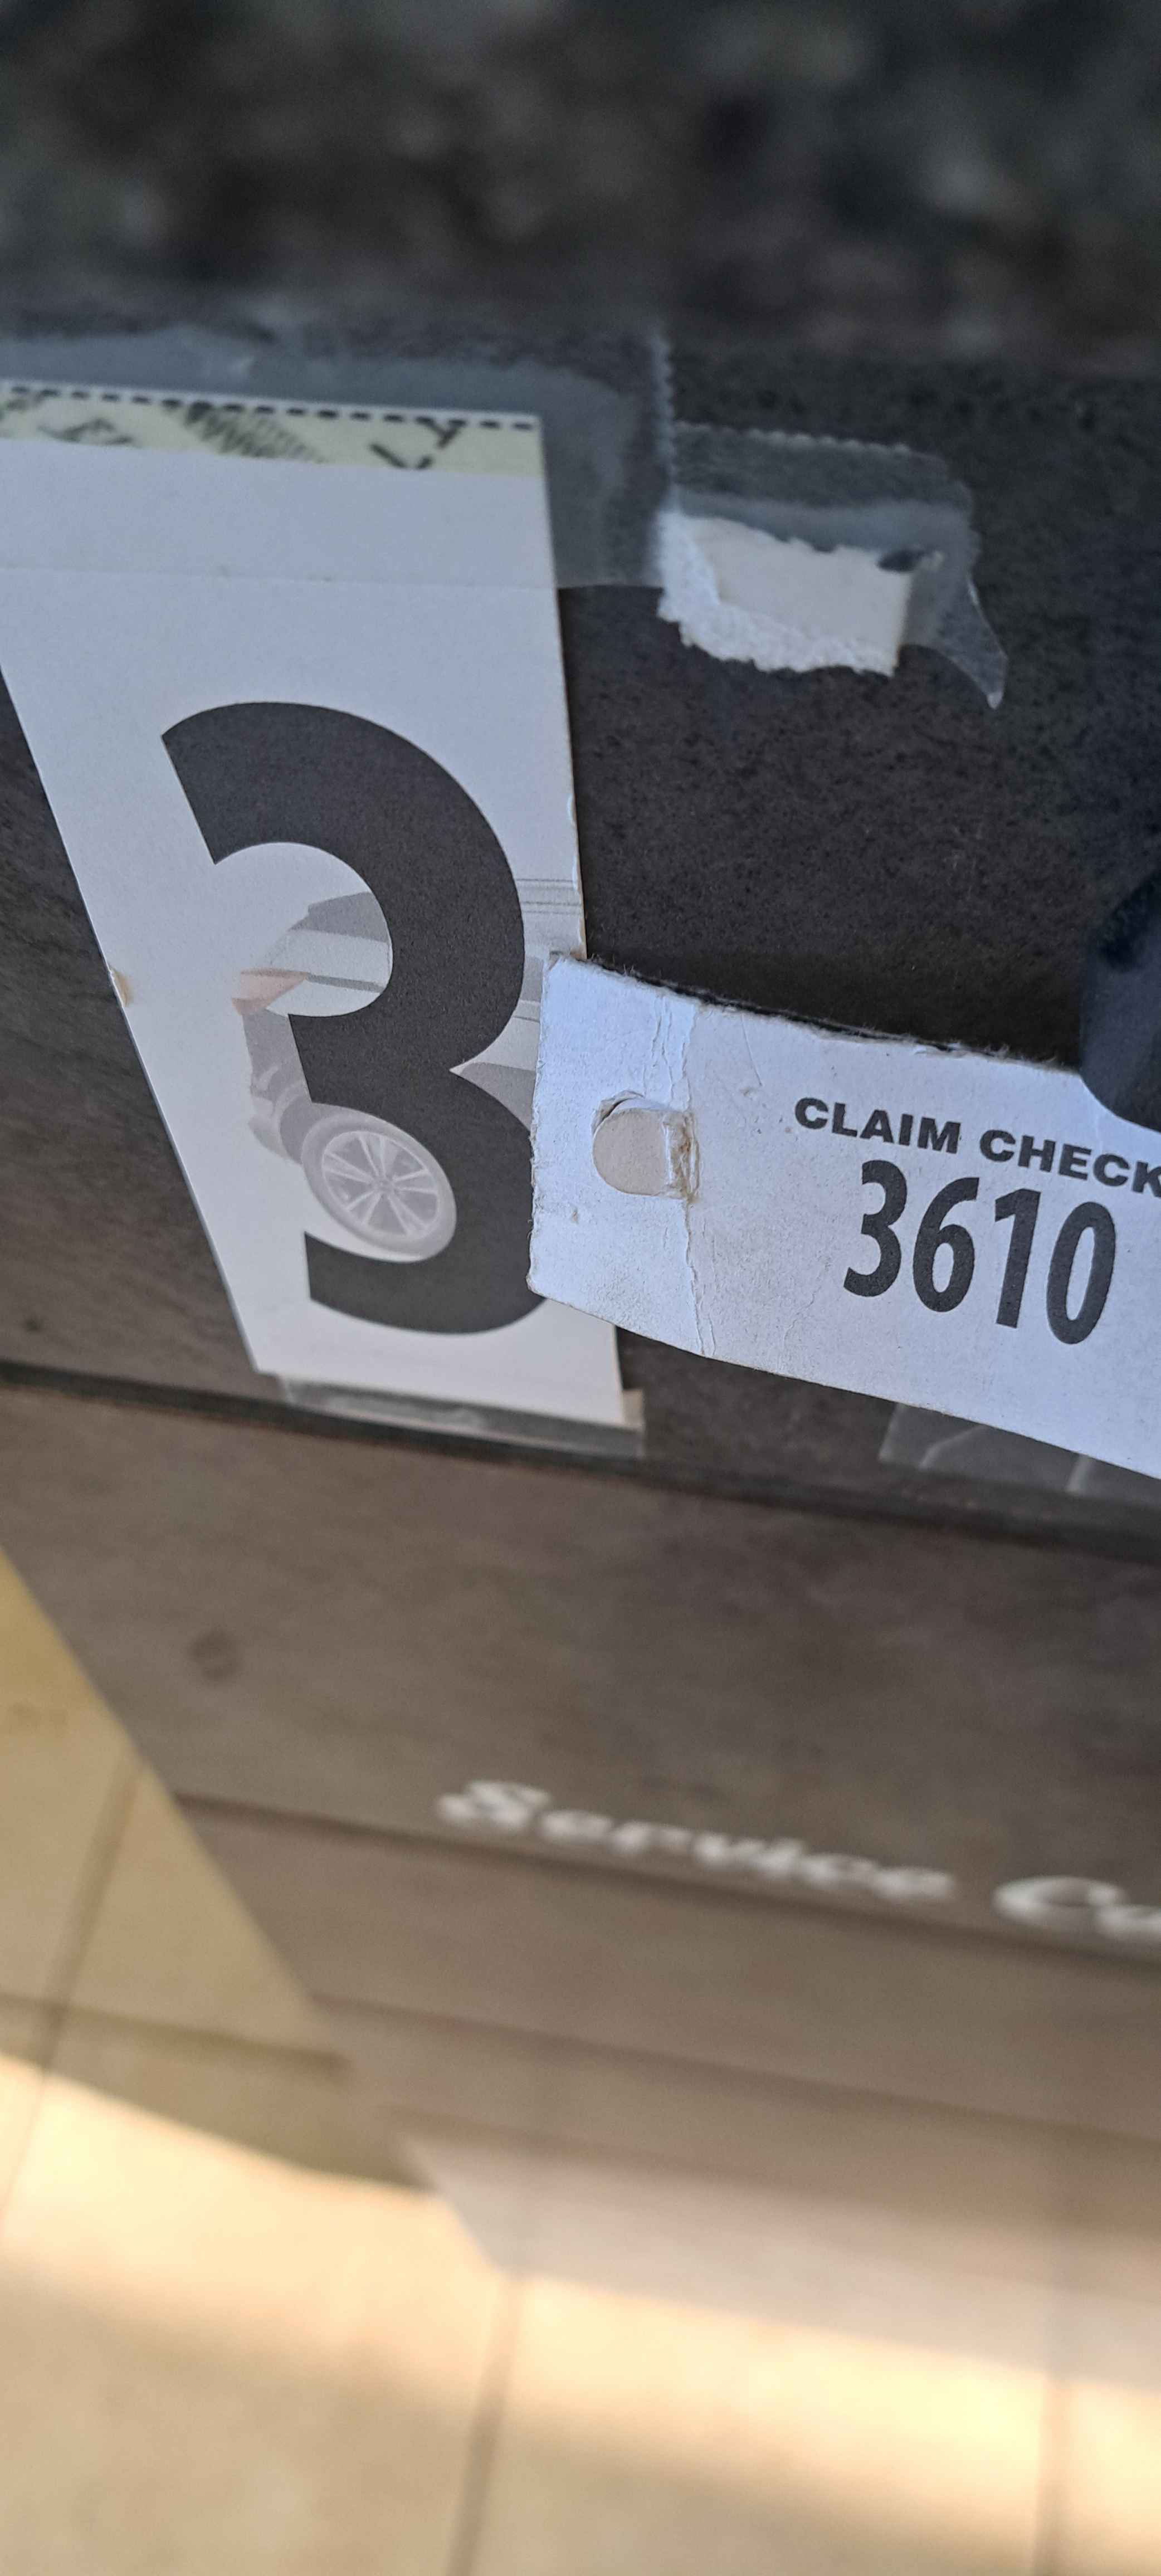 3
CLAIM CHECK
3610
Service